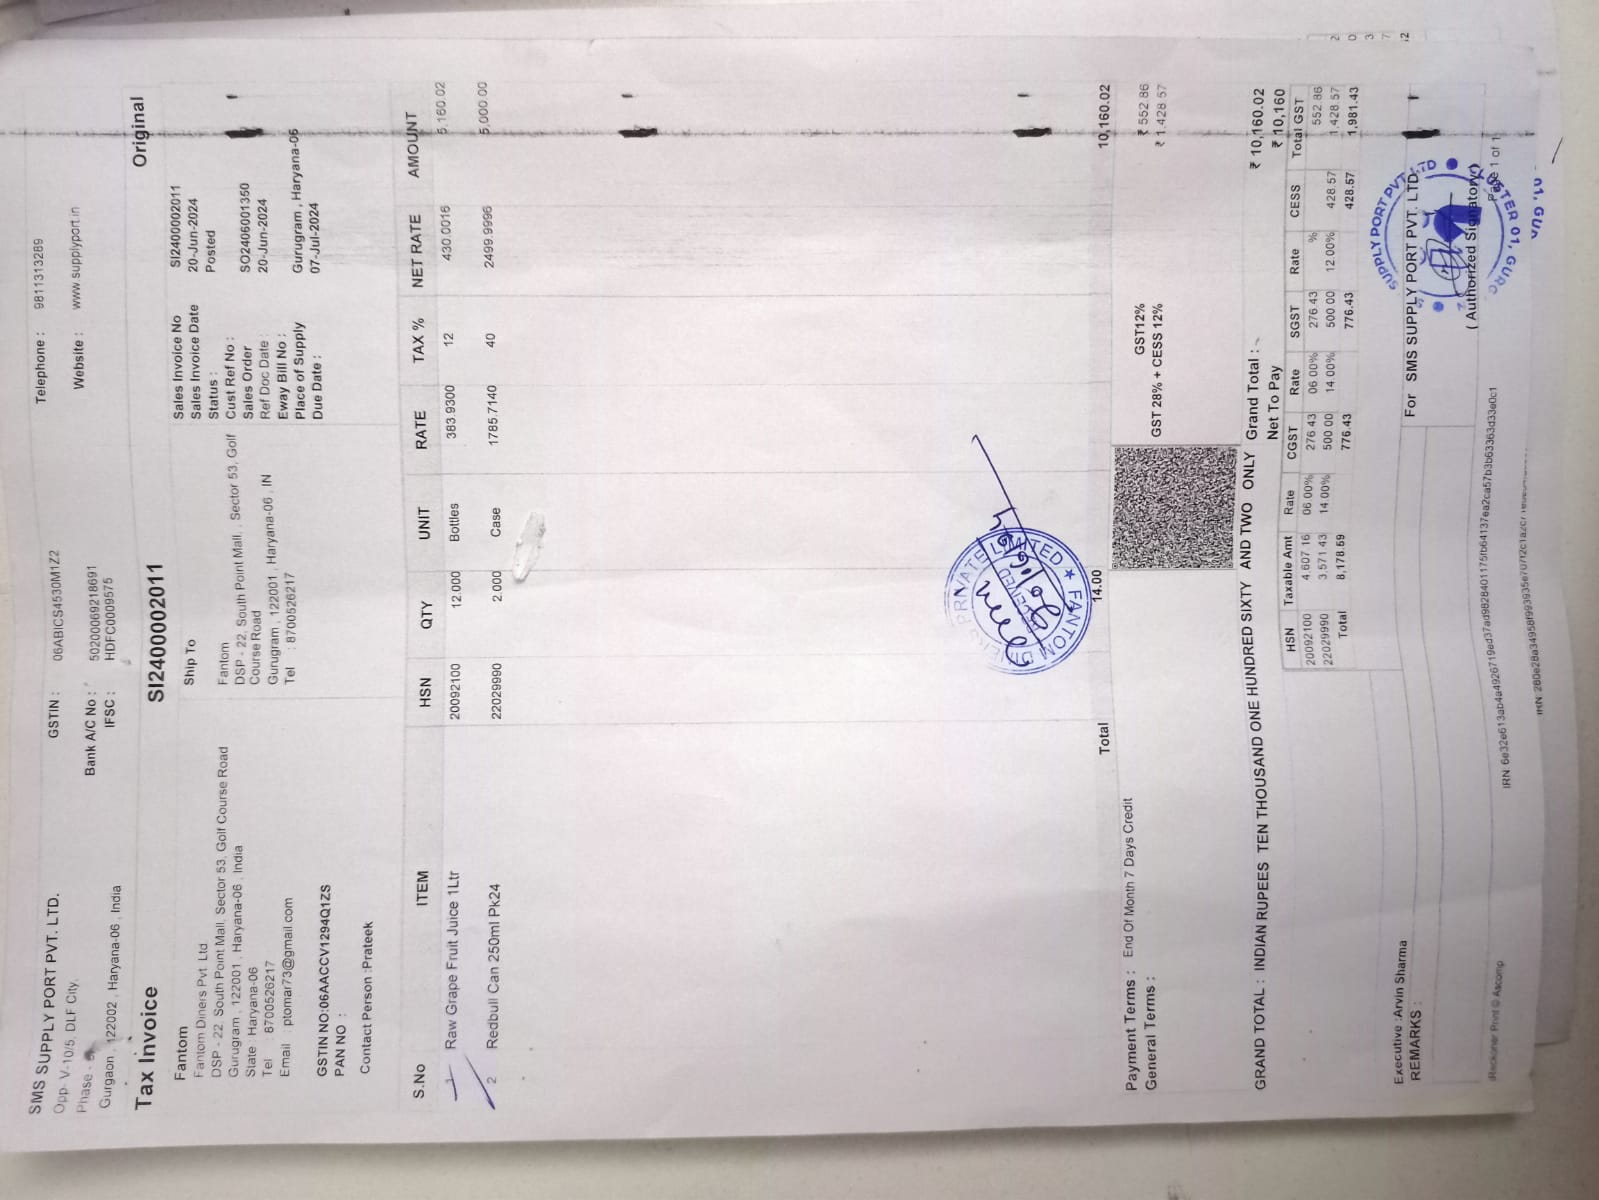 SMS SUPPLY PORT PVT. LTD.
Opp- V-10/5, DLF City,
Phase -
Gurgaon , 122002 , Haryana-06 , India
GSTIN : 06ABICS4530M1Z2
Bank A/C No : 50200069218691
IFSC : HDFC0009575
Telephone : 9811313289
Website : www.supplyport.in
Tax Invoice SI2400002011 Original
Fantom
Fantom Diners Pvt. Ltd
DSP - 22, South Point Mall, Sector 53, Golf Course Road
Gurugram , 122001 , Haryana-06 , India
State : Haryana-06
Tel : 8700526217
Email : ptomar73@gmail.com
GSTIN NO:06AACCV1294Q1ZS
PAN NO :
Contact Person :Prateek
Ship To
Fantom
DSP - 22, South Point Mall, , Sector 53, Golf
Course Road
Gurugram , 122001 , Haryana-06 , IN
Tel : 8700526217
Sales Invoice No SI2400002011
Sales Invoice Date 20-Jun-2024
Status : Posted
Cust Ref No :
Sales Order SO2406001350
Ref Doc Date : 20-Jun-2024
Eway Bill No :
Place of Supply Gurugram , Haryana-06
Due Date : 07-Jul-2024
S.No ITEM HSN QTY UNIT RATE TAX % NET RATE AMOUNT
1 Raw Grape Fruit Juice 1Ltr 20092100 12.000 Bottles 383.9300 12 430.0016 5,160.02
2 Redbull Can 250ml Pk24 22029990 2.000 Case 1785.7140 40 2499.9996 5,000.00
FANTOM DINERS PRIVATE LIMITED ★
RECEIVED
Total 14.00 10,160.02
Payment Terms : End Of Month 7 Days Credit
General Terms :
GST12% ₹ 552.86
GST 28% + CESS 12% ₹ 1,428.57
GRAND TOTAL : INDIAN RUPEES TEN THOUSAND ONE HUNDRED SIXTY AND TWO ONLY
Grand Total : ₹ 10,160.02
Net To Pay ₹ 10,160
HSN Taxable Amt Rate CGST Rate SGST Rate CESS Total GST
20092100 4,607.16 06.00% 276.43 06.00% 276.43 % 552.86
22029990 3,571.43 14.00% 500.00 14.00% 500.00 12.00% 428.57 1,428.57
Total 8,178.59 776.43 776.43 428.57 1,981.43
Executive :Arvin Sharma
REMARKS :
For SMS SUPPLY PORT PVT. LTD.
SUPPLY PORT PVT. LTD
( Authorized Signatory)
Page 1 of 1
iReckoner Print @ Ascomp